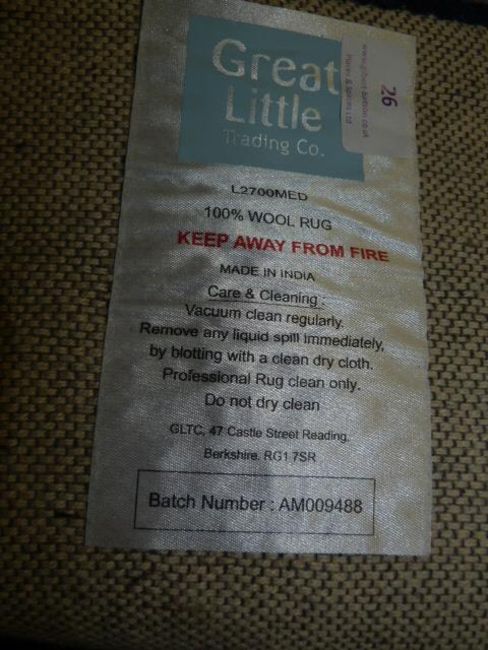 Great
Little
Trading Co.
26
L2700MED
100% WOOL RUG
KEEP AWAY FROM FIRE
MADE IN INDIA
Care & Cleaning :
Vacuum clean regularly.
Remove any liquid spill immediately,
by blotting with a clean dry cloth.
Professional Rug clean only.
Do not dry clean
GLTC, 47 Castle Street Reading,
Berkshire. RG1 7SR
Batch Number : AM009488